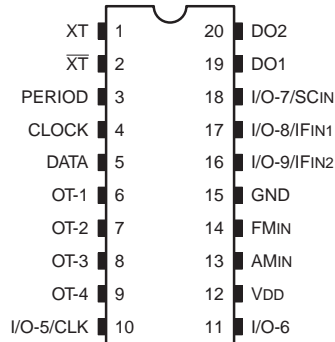 XT 1 20 DO2
XT 2 19 DO1
PERIOD 3 18 I/O-7/SCIN
CLOCK 4 17 I/O-8/IFIN1
DATA 5 16 I/O-9/IFIN2
OT-1 6 15 GND
OT-2 7 14 FMIN
OT-3 8 13 AMIN
OT-4 9 12 VDD
I/O-5/CLK 10 11 I/O-6